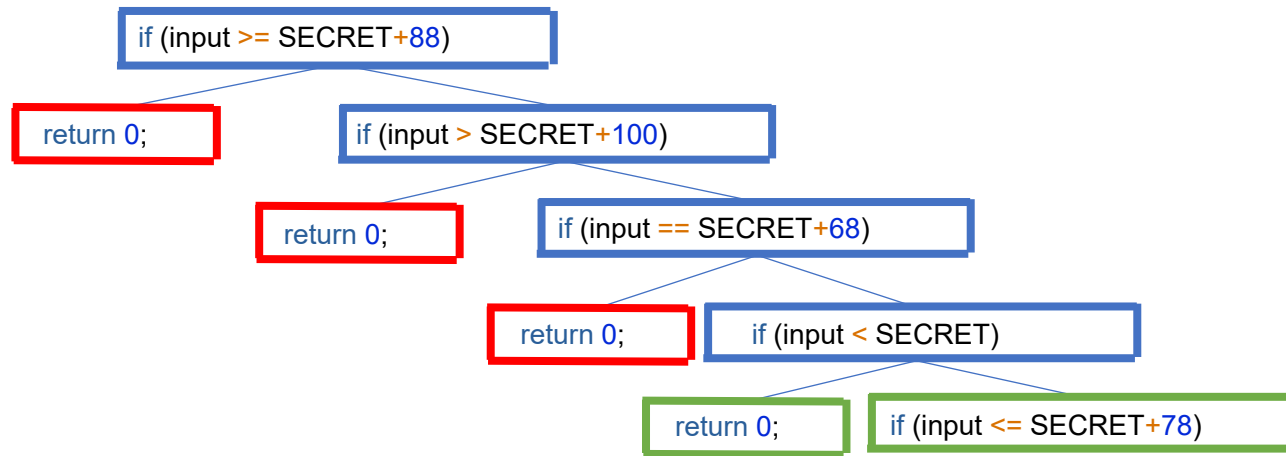 if (input >= SECRET+88)
return 0;
if (input > SECRET+100)
return 0;
if (input == SECRET+68)
return 0;
if (input < SECRET)
return 0;
if (input <= SECRET+78)